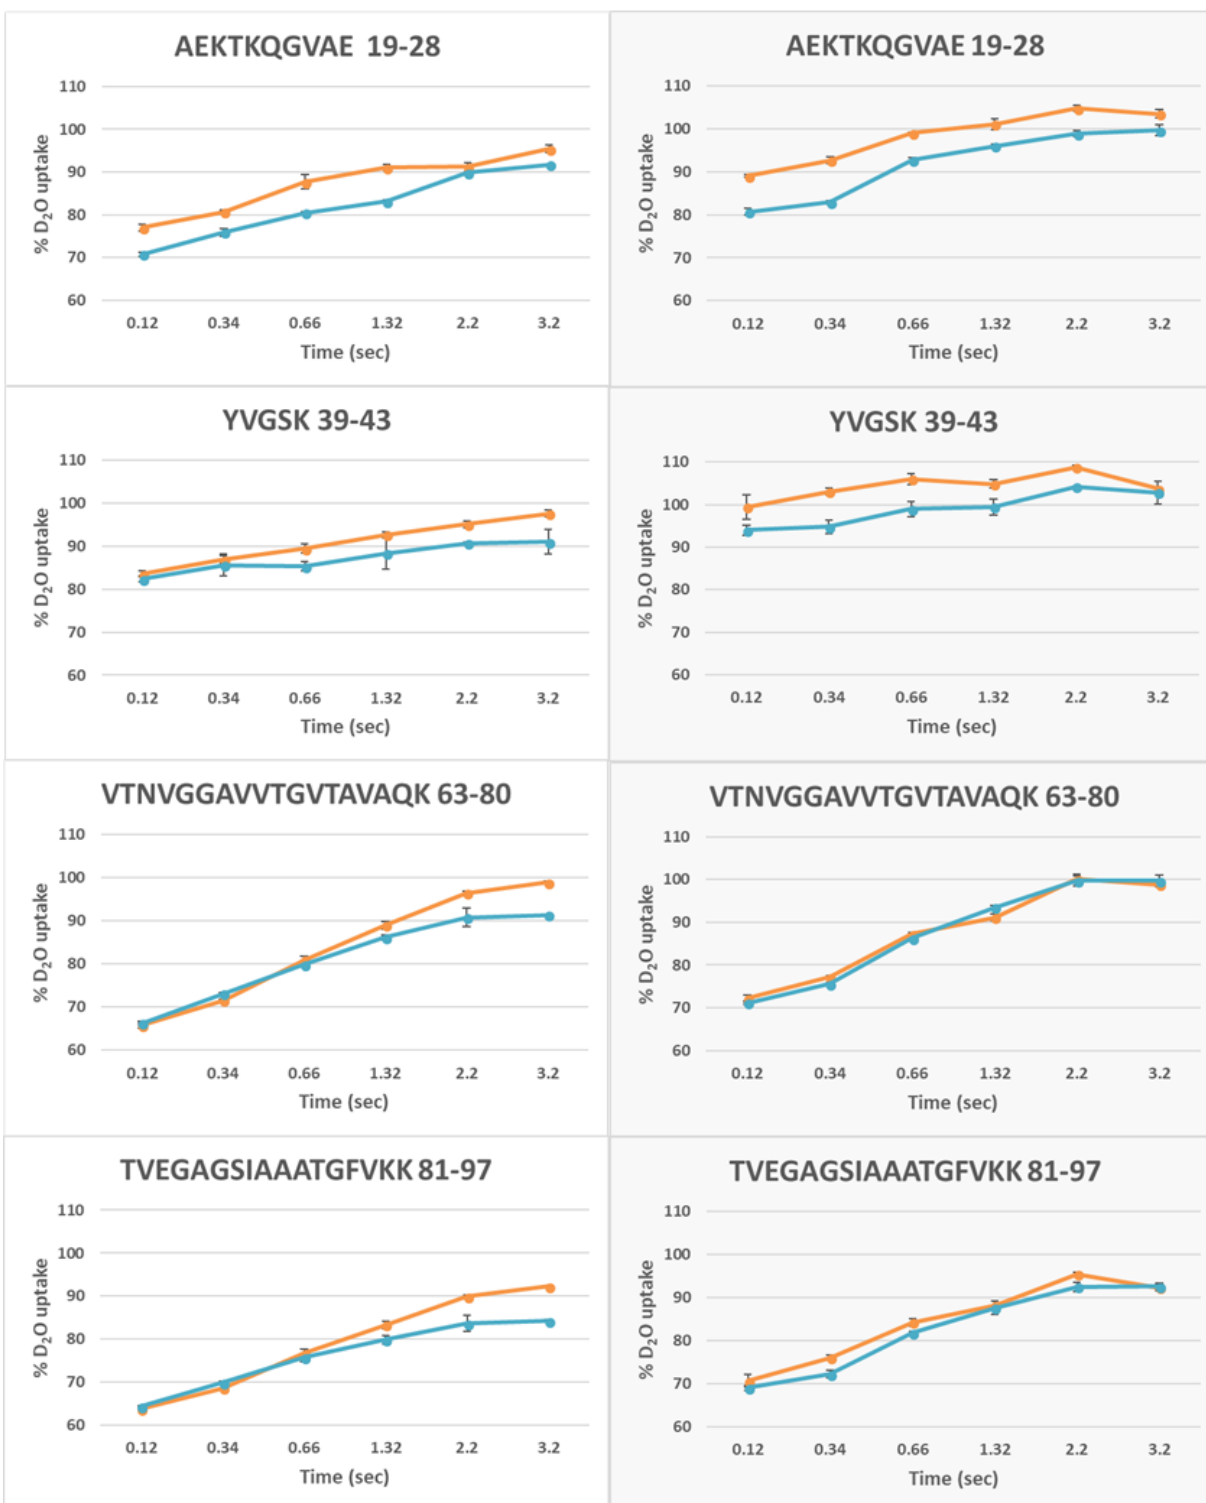 AEKTKQGVAE 19-28
110
100
90
80
70
60
% D₂O uptake
0.12 0.34 0.66 1.32 2.2 3.2
Time (sec)
AEKTKQGVAE 19-28
110
100
90
80
70
60
% D₂O uptake
0.12 0.34 0.66 1.32 2.2 3.2
Time (sec)
YVGSK 39-43
110
100
90
80
70
60
% D₂O uptake
0.12 0.34 0.66 1.32 2.2 3.2
Time (sec)
YVGSK 39-43
110
100
90
80
70
60
% D₂O uptake
0.12 0.34 0.66 1.32 2.2 3.2
Time (sec)
VTNVGGAVVTGVTAVAQK 63-80
110
100
90
80
70
60
% D₂O uptake
0.12 0.34 0.66 1.32 2.2 3.2
Time (sec)
VTNVGGAVVTGVTAVAQK 63-80
110
100
90
80
70
60
% D₂O uptake
0.12 0.34 0.66 1.32 2.2 3.2
Time (sec)
TVEGAGSIAAATGFVKK 81-97
110
100
90
80
70
60
% D₂O uptake
0.12 0.34 0.66 1.32 2.2 3.2
Time (sec)
TVEGAGSIAAATGFVKK 81-97
110
100
90
80
70
60
% D₂O uptake
0.12 0.34 0.66 1.32 2.2 3.2
Time (sec)